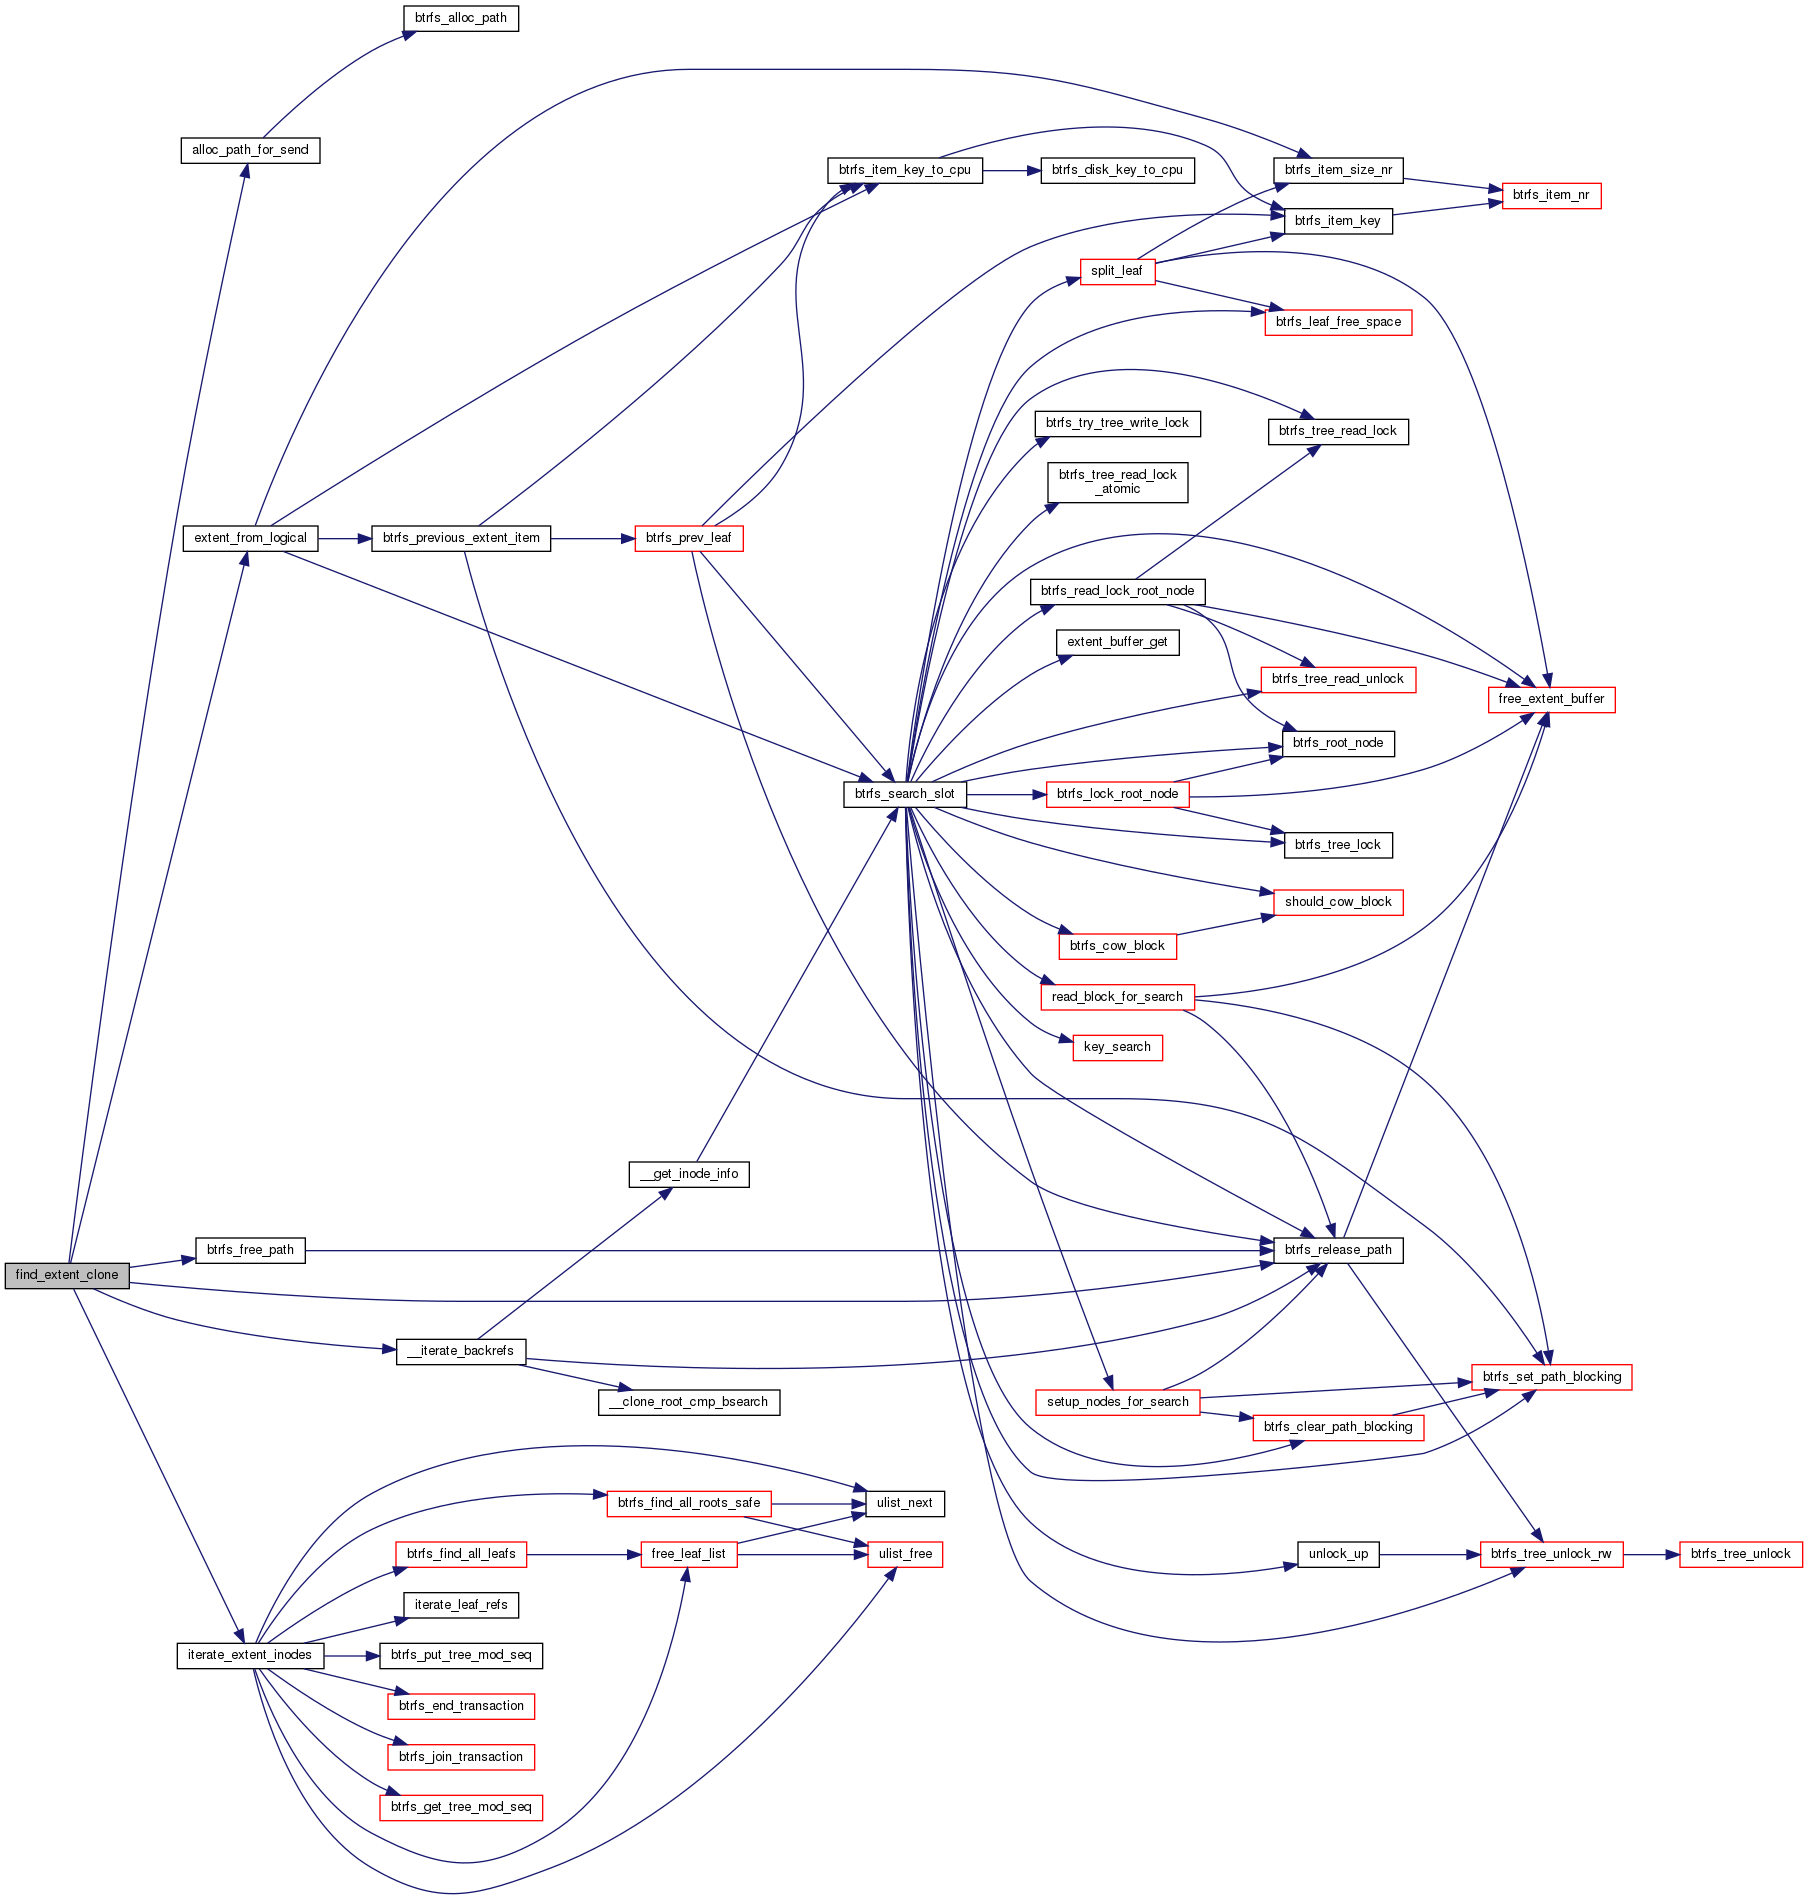 btrfs_alloc_path
alloc_path_for_send
btrfs_item_key_to_cpu
btrfs_disk_key_to_cpu
btrfs_item_size_nr
btrfs_item_nr
btrfs_item_key
split_leaf
btrfs_leaf_free_space
btrfs_try_tree_write_lock
btrfs_tree_read_lock
btrfs_tree_read_lock
_atomic
extent_from_logical
btrfs_previous_extent_item
btrfs_prev_leaf
btrfs_read_lock_root_node
extent_buffer_get
btrfs_tree_read_unlock
free_extent_buffer
btrfs_root_node
btrfs_search_slot
btrfs_lock_root_node
btrfs_tree_lock
should_cow_block
btrfs_cow_block
read_block_for_search
key_search
__get_inode_info
btrfs_free_path
btrfs_release_path
find_extent_clone
__iterate_backrefs
btrfs_set_path_blocking
__clone_root_cmp_bsearch
setup_nodes_for_search
btrfs_clear_path_blocking
btrfs_find_all_roots_safe
ulist_next
btrfs_find_all_leafs
free_leaf_list
ulist_free
unlock_up
btrfs_tree_unlock_rw
btrfs_tree_unlock
iterate_leaf_refs
iterate_extent_inodes
btrfs_put_tree_mod_seq
btrfs_end_transaction
btrfs_join_transaction
btrfs_get_tree_mod_seq